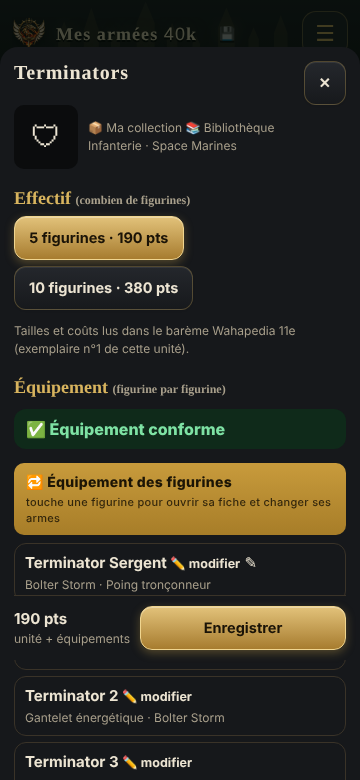 Mes armées 40k
Terminators
Ma collection Bibliothèque
Infanterie · Space Marines
Effectif (combien de figurines)
5 figurines · 190 pts
10 figurines · 380 pts
Tailles et coûts lus dans le barème Wahapedia 11e
(exemplaire n°1 de cette unité).
Équipement (figurine par figurine)
✅ Équipement conforme
🔁 Équipement des figurines
touche une figurine pour ouvrir sa fiche et changer ses
armes
Terminator Sergent ✏️ modifier ✎
Bolter Storm · Poing tronçonneur
190 pts
unité + équipements
Enregistrer
Terminator 2 ✏️ modifier
Gantelet énergétique · Bolter Storm
Terminator 3 ✏️ modifier